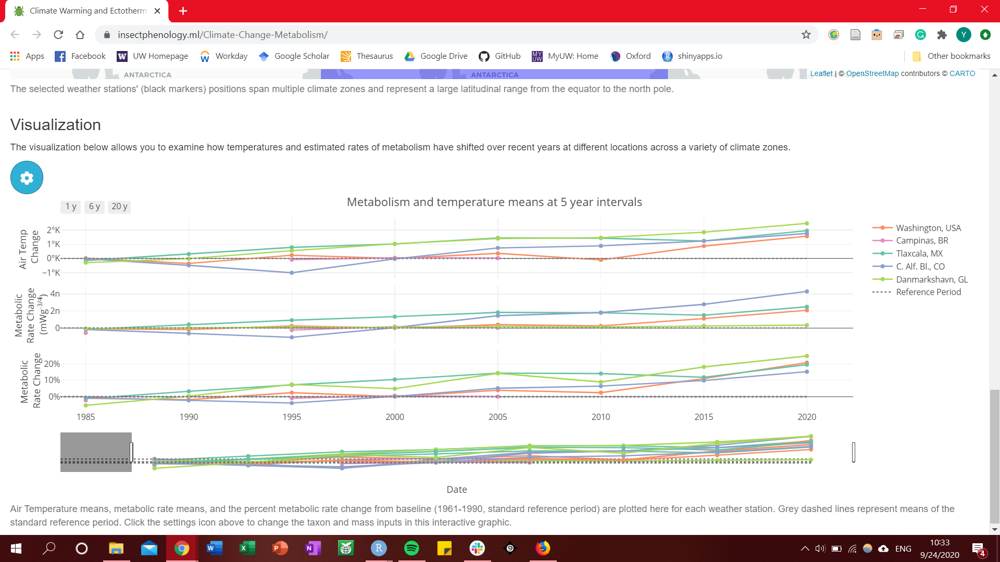 Climate Warming and Ectotherm
insectphenology.ml/Climate-Change-Metabolism/
Y
Apps
Facebook
UW Homepage
Workday
Google Scholar
Thesaurus
Google Drive
GitHub
MyUW: Home
Oxford
shinyapps.io
Other bookmarks
ANTARCTICA
ANTARCTICA
Leaflet | © OpenStreetMap contributors © CARTO
The selected weather stations' (black markers) positions span multiple climate zones and represent a large latitudinal range from the equator to the north pole.
Visualization
The visualization below allows you to examine how temperatures and estimated rates of metabolism have shifted over recent years at different locations across a variety of climate zones.
1 y
6 y
20 y
Metabolism and temperature means at 5 year intervals
Air Temp
Change
2°K
1°K
0°K
−1°K
Metabolic
Rate Change
(mWg-3/4)
4n
2n
0
Metabolic
Rate Change
20%
10%
0%
1985
1990
1995
2000
2005
2010
2015
2020
Washington, USA
Campinas, BR
Tlaxcala, MX
C. Alf. Bl., CO
Danmarkshavn, GL
Reference Period
Date
Air Temperature means, metabolic rate means, and the percent metabolic rate change from baseline (1961-1990, standard reference period) are plotted here for each weather station. Grey dashed lines represent means of the
standard reference period. Click the settings icon above to change the taxon and mass inputs in this interactive graphic.
ENG
10:33
9/24/2020
4